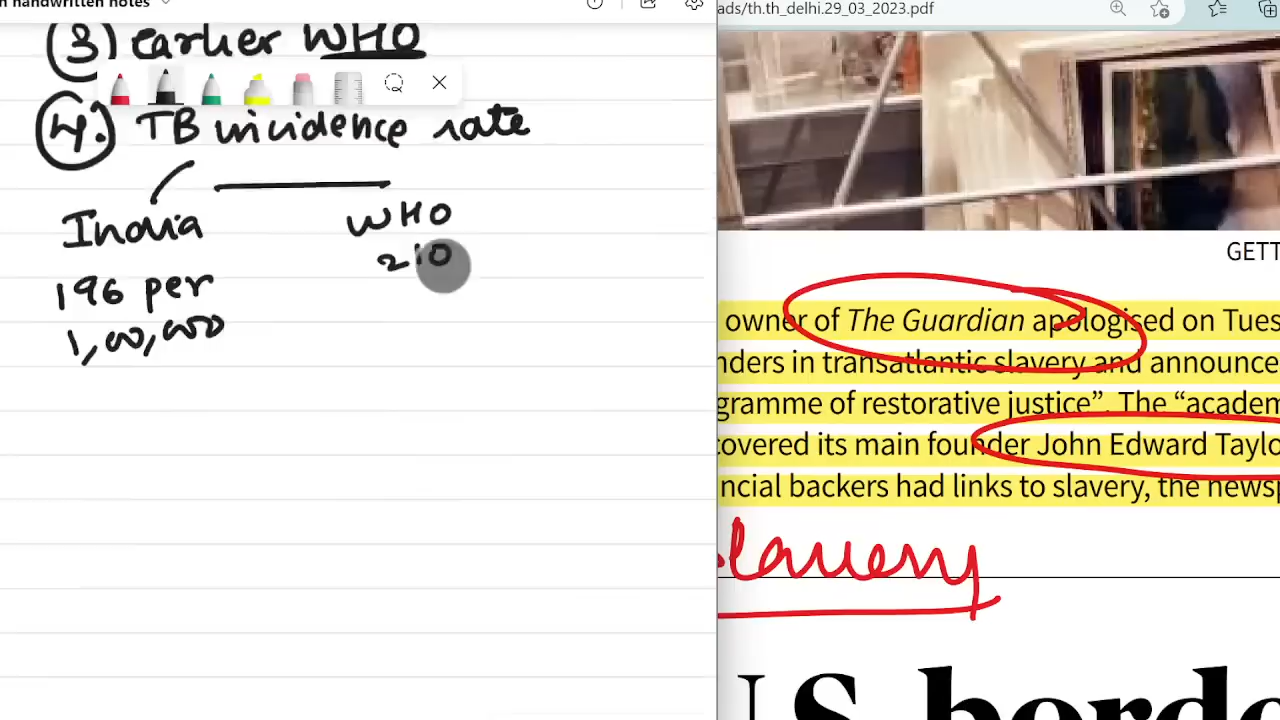 n handwritten notes
(3) earlier WHO
(4.) TB incidence rate
India
WHO
196 per
210
1,00,000
ads/th.th_delhi.29_03_2023.pdf
GETT
owner of The Guardian apologised on Tues
nders in transatlantic slavery and announce
gramme of restorative justice”. The “academ
covered its main founder John Edward Taylo
ncial backers had links to slavery, the newsp
slavery
U.S. borde